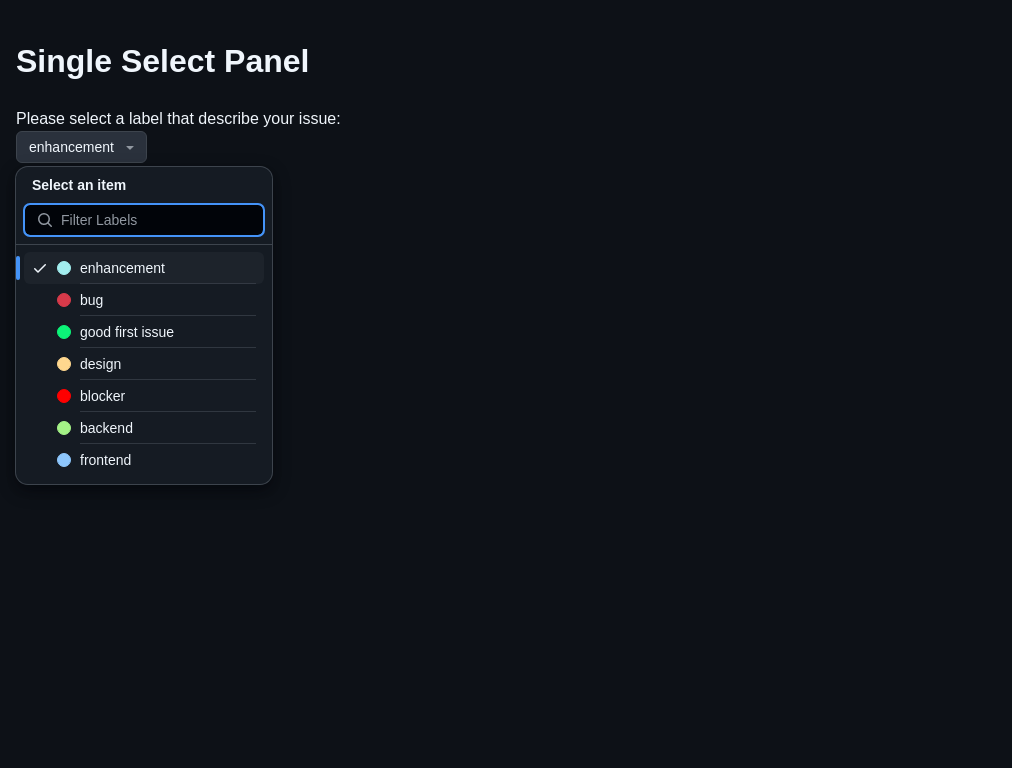 Single Select Panel
Please select a label that describe your issue:
enhancement
Select an item
Filter Labels
enhancement
bug
good first issue
design
blocker
backend
frontend